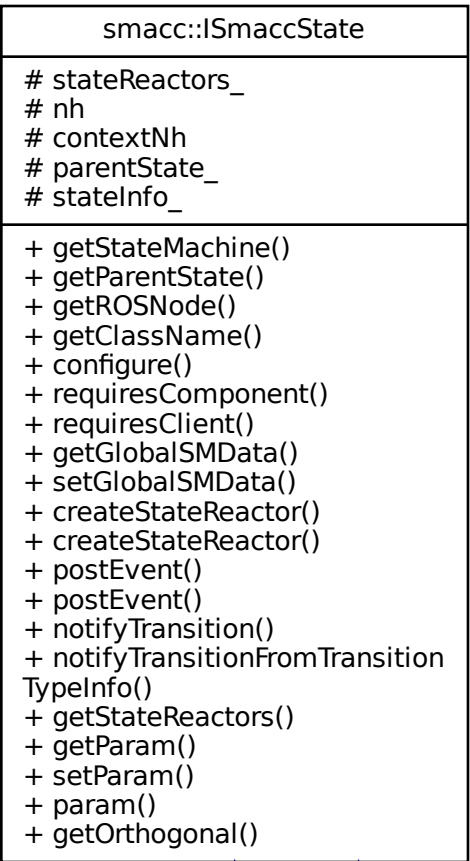 smacc::ISmaccState
# stateReactors_
# nh
# contextNh
# parentState_
# stateInfo_
+ getStateMachine()
+ getParentState()
+ getROSNode()
+ getClassName()
+ configure()
+ requiresComponent()
+ requiresClient()
+ getGlobalSMData()
+ setGlobalSMData()
+ createStateReactor()
+ createStateReactor()
+ postEvent()
+ postEvent()
+ notifyTransition()
+ notifyTransitionFromTransition
TypeInfo()
+ getStateReactors()
+ getParam()
+ setParam()
+ param()
+ getOrthogonal()